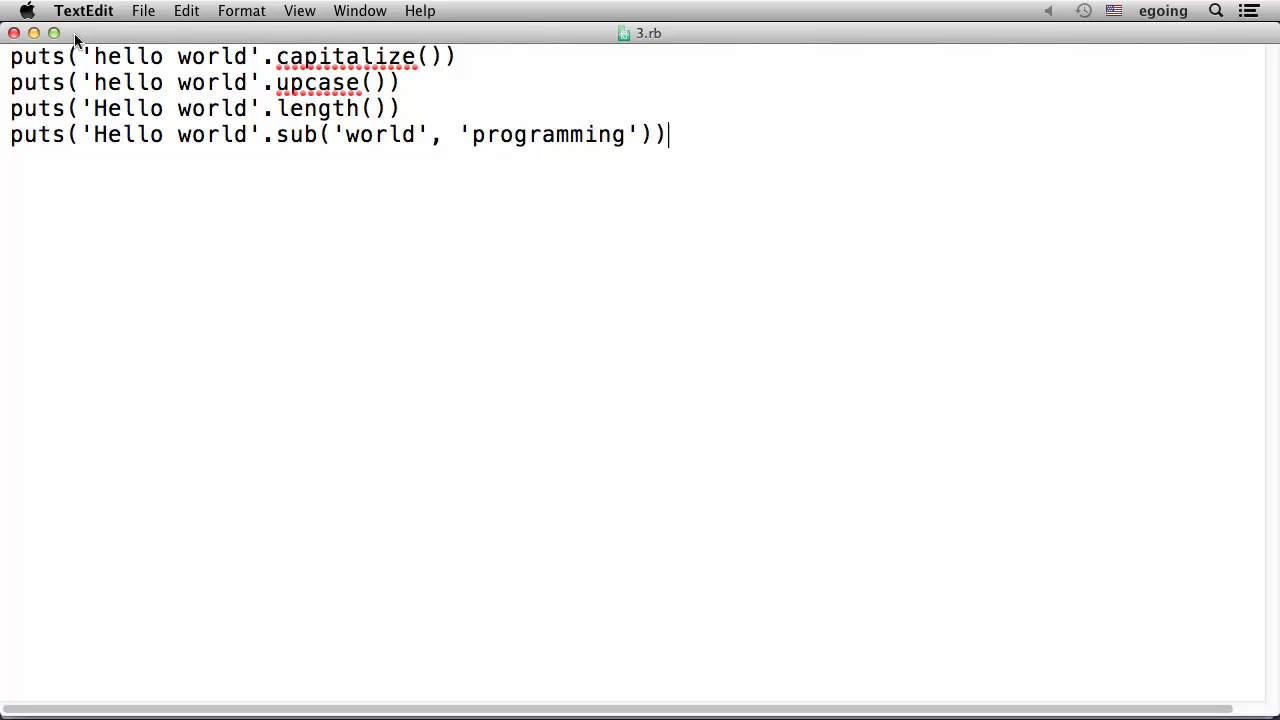 TextEdit File Edit Format View Window Help egoing
3.rb
puts('hello world'.capitalize())
puts('hello world'.upcase())
puts('Hello world'.length())
puts('Hello world'.sub('world', 'programming'))